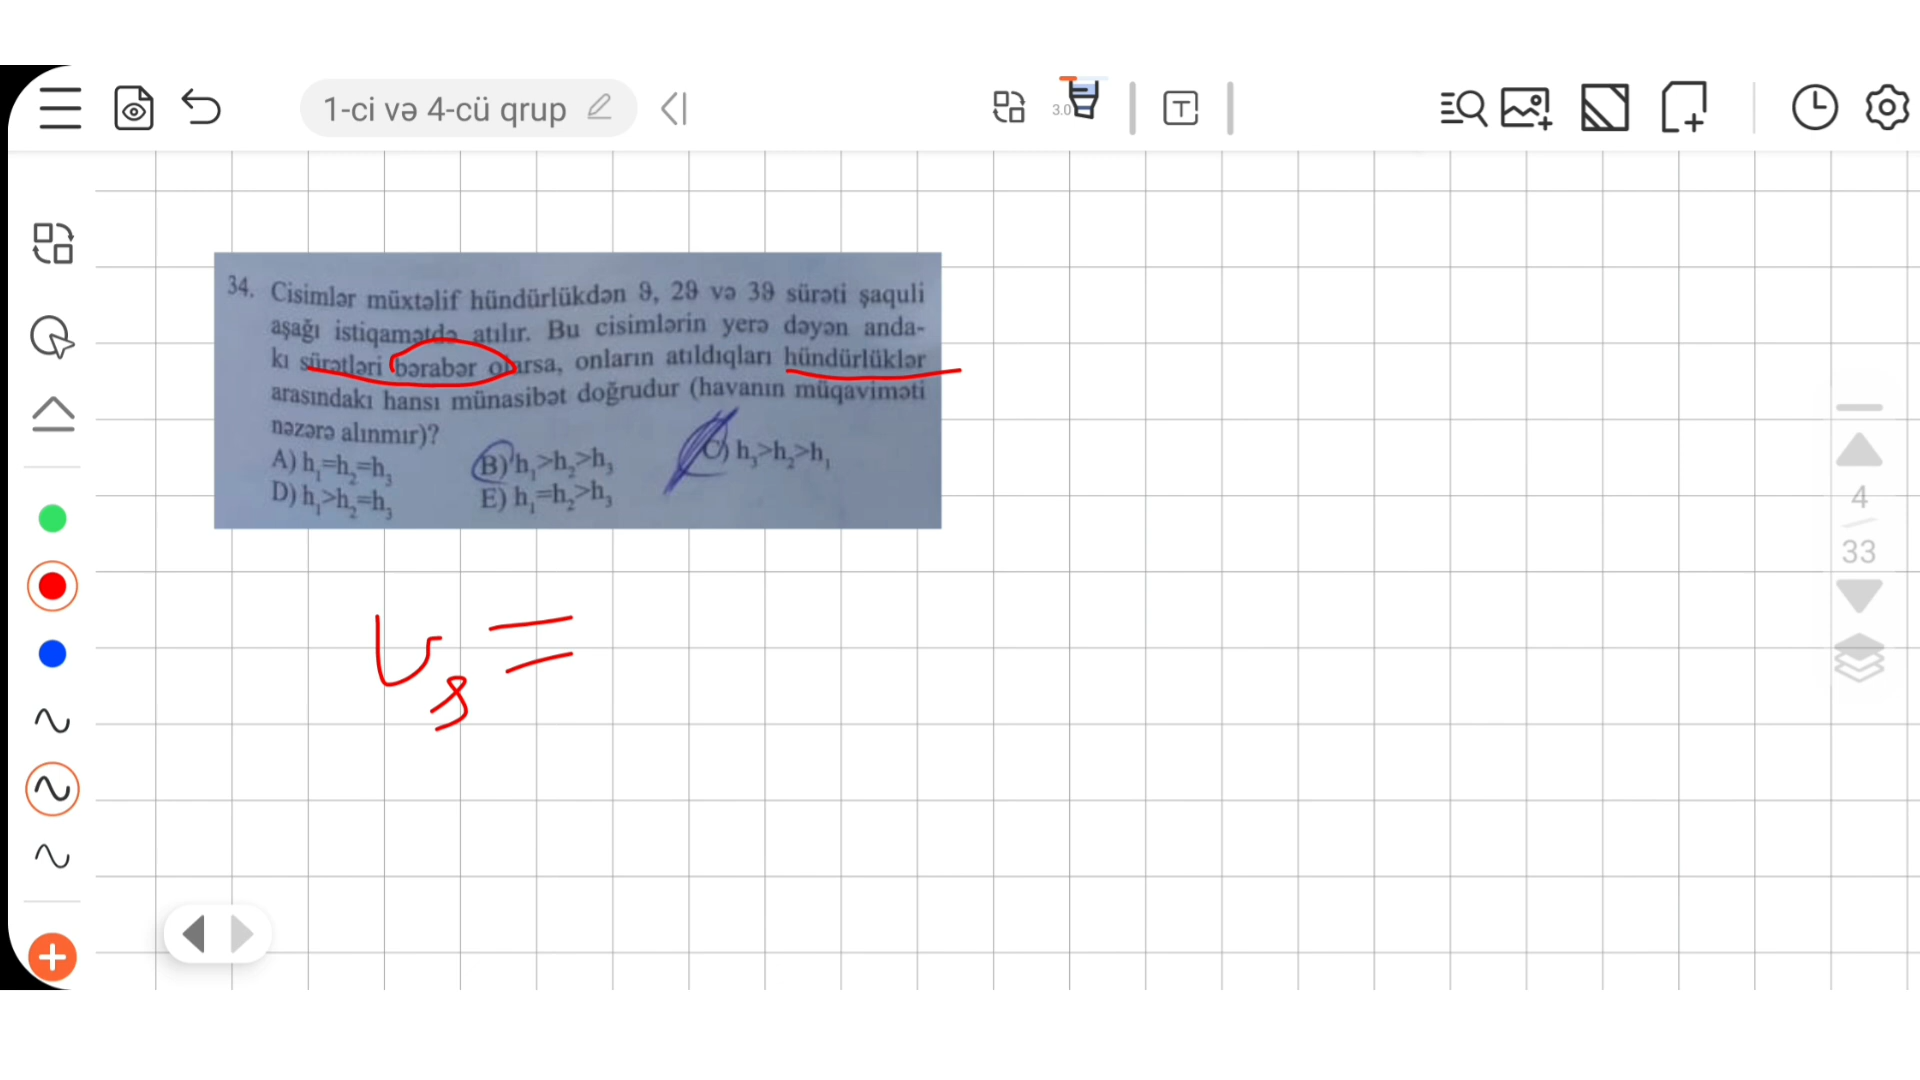 1-ci və 4-cü qrup
3.0
34. Cisimlər müxtəlif hündürlükdən ϑ, 2ϑ və 3ϑ sürəti şaquli
aşağı istiqamətdə atılır. Bu cisimlərin yerə dəyən anda-
kı sürətləri bərabər olarsa, onların atıldıqları hündürlüklər
arasındakı hansı münasibət doğrudur (havanın müqaviməti
nəzərə alınmır)?
A) h₁=h₂=h₃ B) h₁>h₂>h₃ C) h₃>h₂>h₁
D) h₁>h₂=h₃ E) h₁=h₂>h₃
4
33